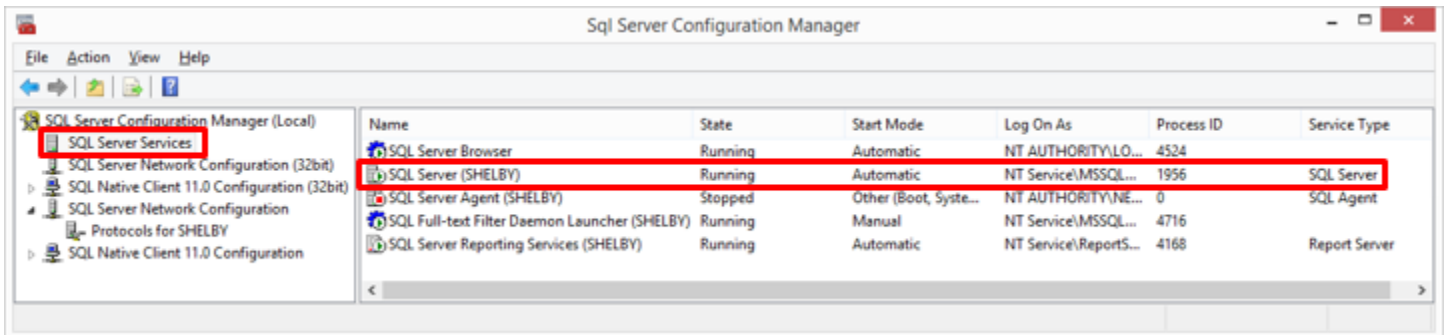 Sql Server Configuration Manager
File Action View Help
SQL Server Configuration Manager (Local)
SQL Server Services
SQL Server Network Configuration (32bit)
SQL Native Client 11.0 Configuration (32bit)
SQL Server Network Configuration
Protocols for SHELBY
SQL Native Client 11.0 Configuration
Name State Start Mode Log On As Process ID Service Type
SQL Server Browser Running Automatic NT AUTHORITY\LO... 4524
SQL Server (SHELBY) Running Automatic NT Service\MSSQL... 1956 SQL Server
SQL Server Agent (SHELBY) Stopped Other (Boot, Syste... NT AUTHORITY\NE... 0 SQL Agent
SQL Full-text Filter Daemon Launcher (SHELBY) Running Manual NT Service\MSSQL... 4716
SQL Server Reporting Services (SHELBY) Running Automatic NT Service\ReportS... 4168 Report Server